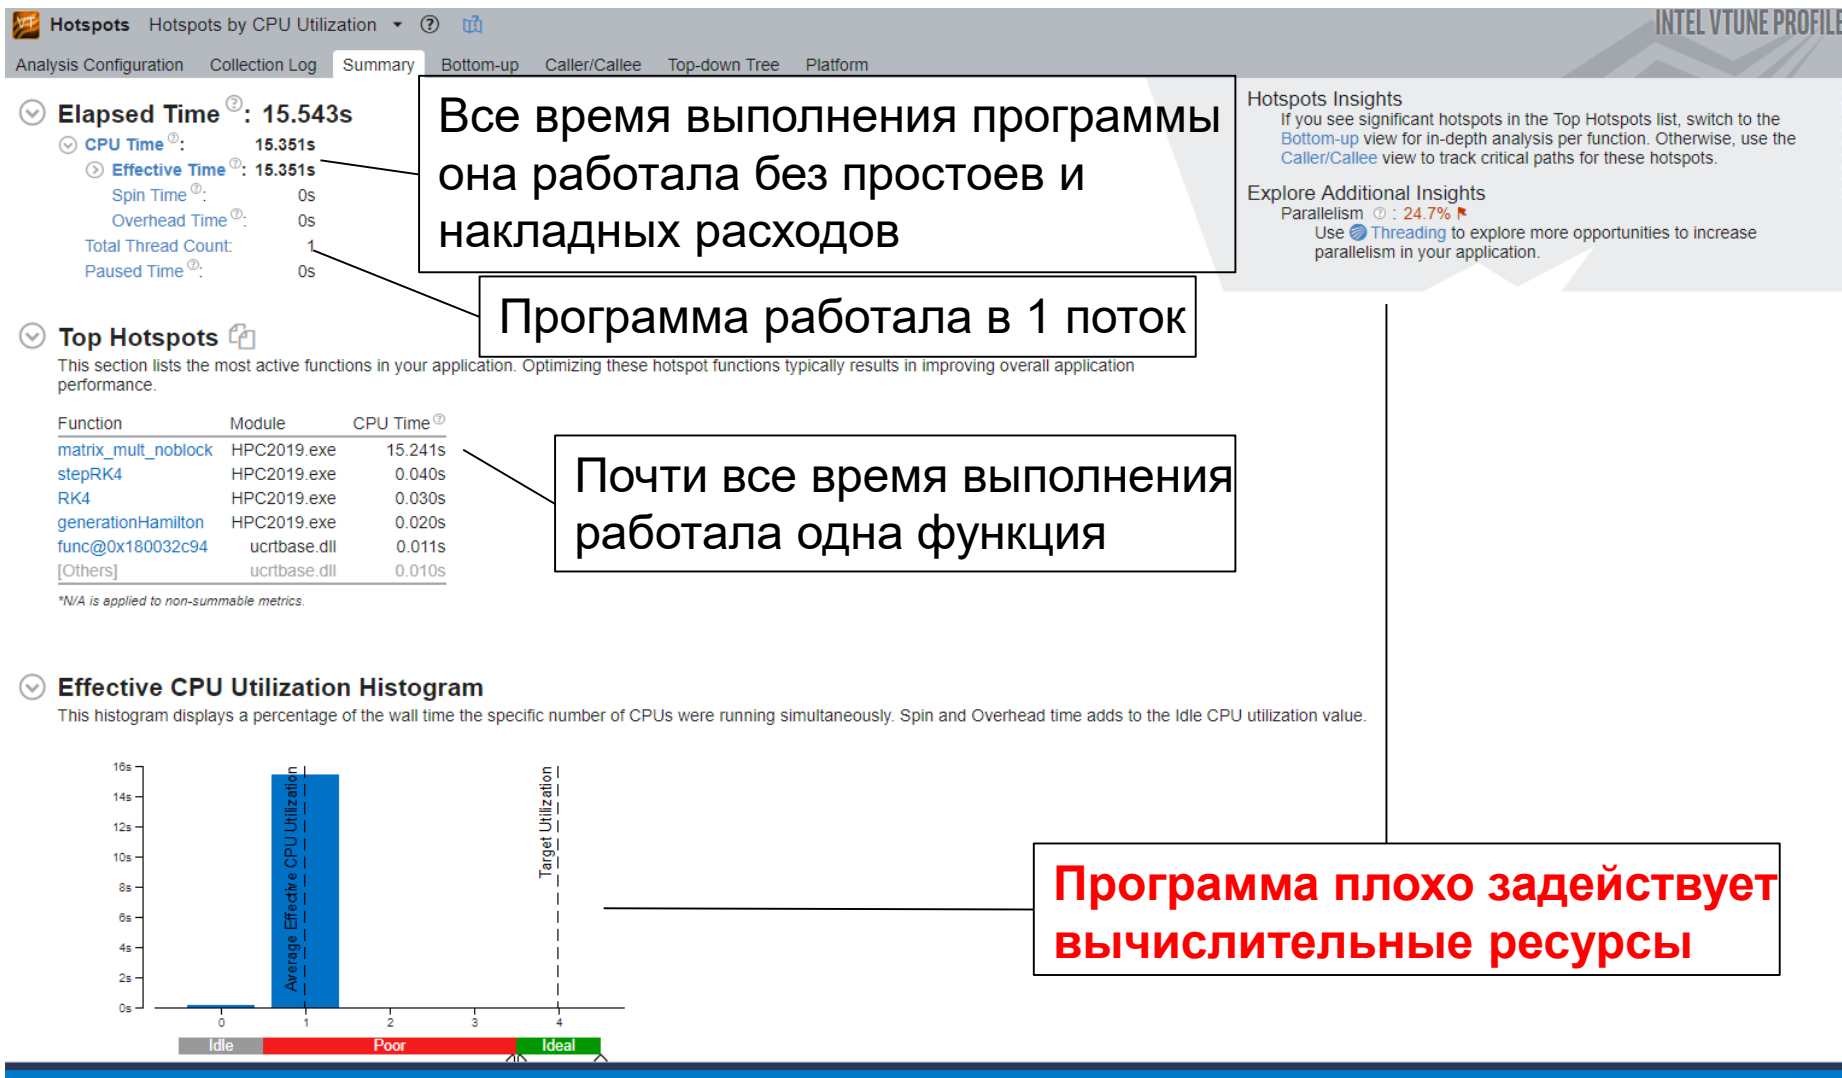 Hotspots Hotspots by CPU Utilization
INTEL VTUNE PROFILE
Analysis Configuration Collection Log Summary Bottom-up Caller/Callee Top-down Tree Platform
Elapsed Time: 15.543s
CPU Time: 15.351s
Effective Time: 15.351s
Spin Time: 0s
Overhead Time: 0s
Total Thread Count: 1
Paused Time: 0s
Все время выполнения программы
она работала без простоев и
накладных расходов
Программа работала в 1 поток
Hotspots Insights
If you see significant hotspots in the Top Hotspots list, switch to the
Bottom-up view for in-depth analysis per function. Otherwise, use the
Caller/Callee view to track critical paths for these hotspots.
Explore Additional Insights
Parallelism : 24.7%
Use Threading to explore more opportunities to increase
parallelism in your application.
Top Hotspots
This section lists the most active functions in your application. Optimizing these hotspot functions typically results in improving overall application
performance.
Function Module CPU Time
matrix_mult_noblock HPC2019.exe 15.241s
stepRK4 HPC2019.exe 0.040s
RK4 HPC2019.exe 0.030s
generationHamilton HPC2019.exe 0.020s
func@0x180032c94 ucrtbase.dll 0.011s
[Others] ucrtbase.dll 0.010s
*N/A is applied to non-summable metrics.
Почти все время выполнения
работала одна функция
Effective CPU Utilization Histogram
This histogram displays a percentage of the wall time the specific number of CPUs were running simultaneously. Spin and Overhead time adds to the Idle CPU utilization value.
16s
14s
12s
10s
8s
6s
4s
2s
0s
Average Effective CPU Utilization
Target Utilization
0 1 2 3 4
Idle Poor Ideal
Программа плохо задействует
вычислительные ресурсы